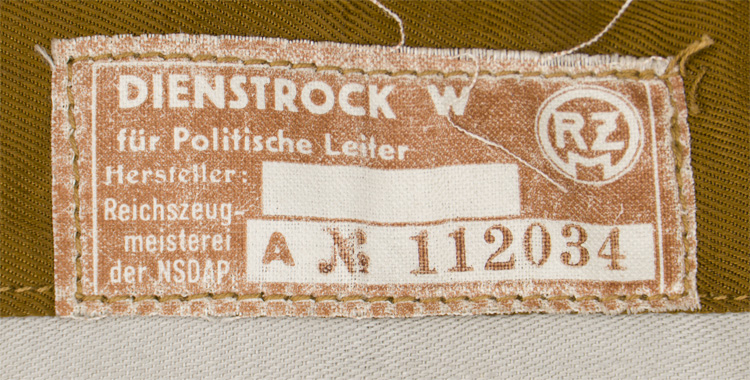 DIENSTROCK W
für Politische Leiter
Hersteller:
Reichszeug-
meisterei
der NSDAP
A № 112034
RZM